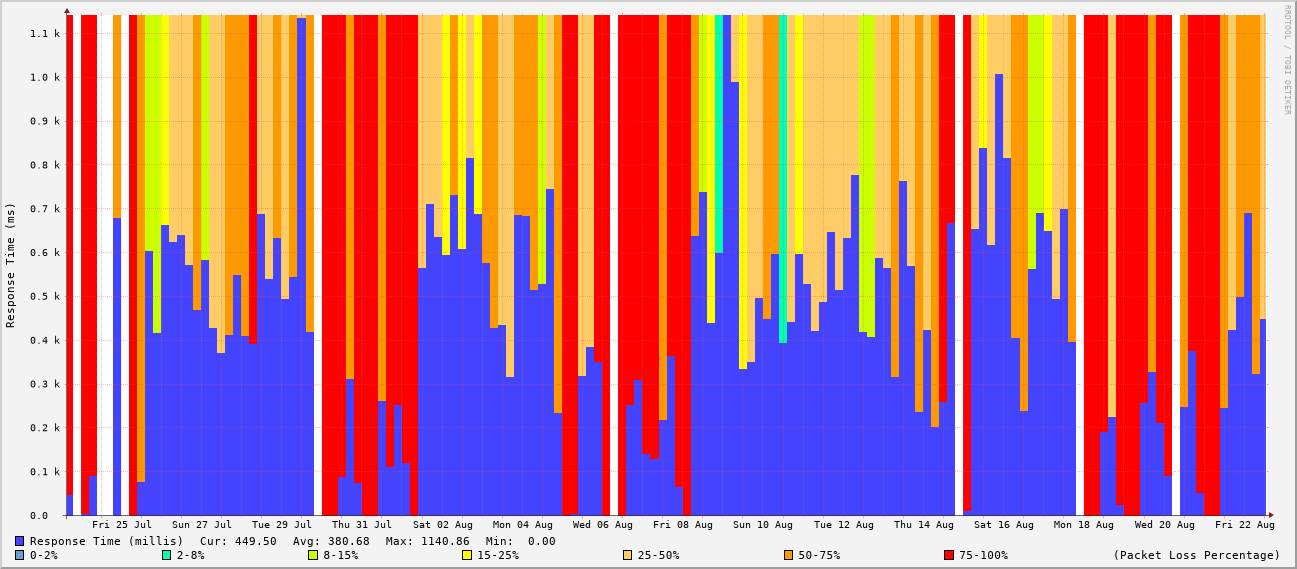 RRDTOOL / TOBI OETIKER
Response Time (ms)
1.1 k
1.0 k
0.9 k
0.8 k
0.7 k
0.6 k
0.5 k
0.4 k
0.3 k
0.2 k
0.1 k
0.0
Fri 25 Jul Sun 27 Jul Tue 29 Jul Thu 31 Jul Sat 02 Aug Mon 04 Aug Wed 06 Aug Fri 08 Aug Sun 10 Aug Tue 12 Aug Thu 14 Aug Sat 16 Aug Mon 18 Aug Wed 20 Aug Fri 22 Aug
Response Time (millis) Cur: 449.50 Avg: 380.68 Max: 1140.86 Min: 0.00
0-2% 2-8% 8-15% 15-25% 25-50% 50-75% 75-100% (Packet Loss Percentage)